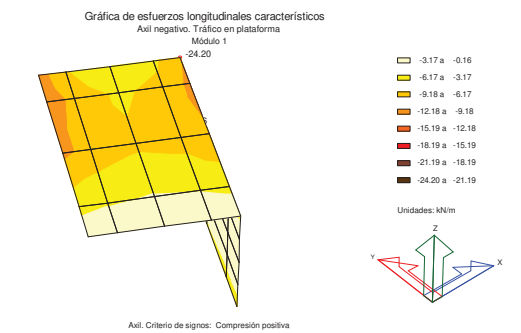 Gráfica de esfuerzos longitudinales característicos
Axil negativo. Tráfico en plataforma
Módulo 1
-24.20
-3.17 a -0.16
-6.17 a -3.17
-9.18 a -6.17
-12.18 a -9.18
-15.19 a -12.18
-18.19 a -15.19
-21.19 a -18.19
-24.20 a -21.19
Unidades: kN/m
Z
Y
X
Axil. Criterio de signos: Compresión positiva